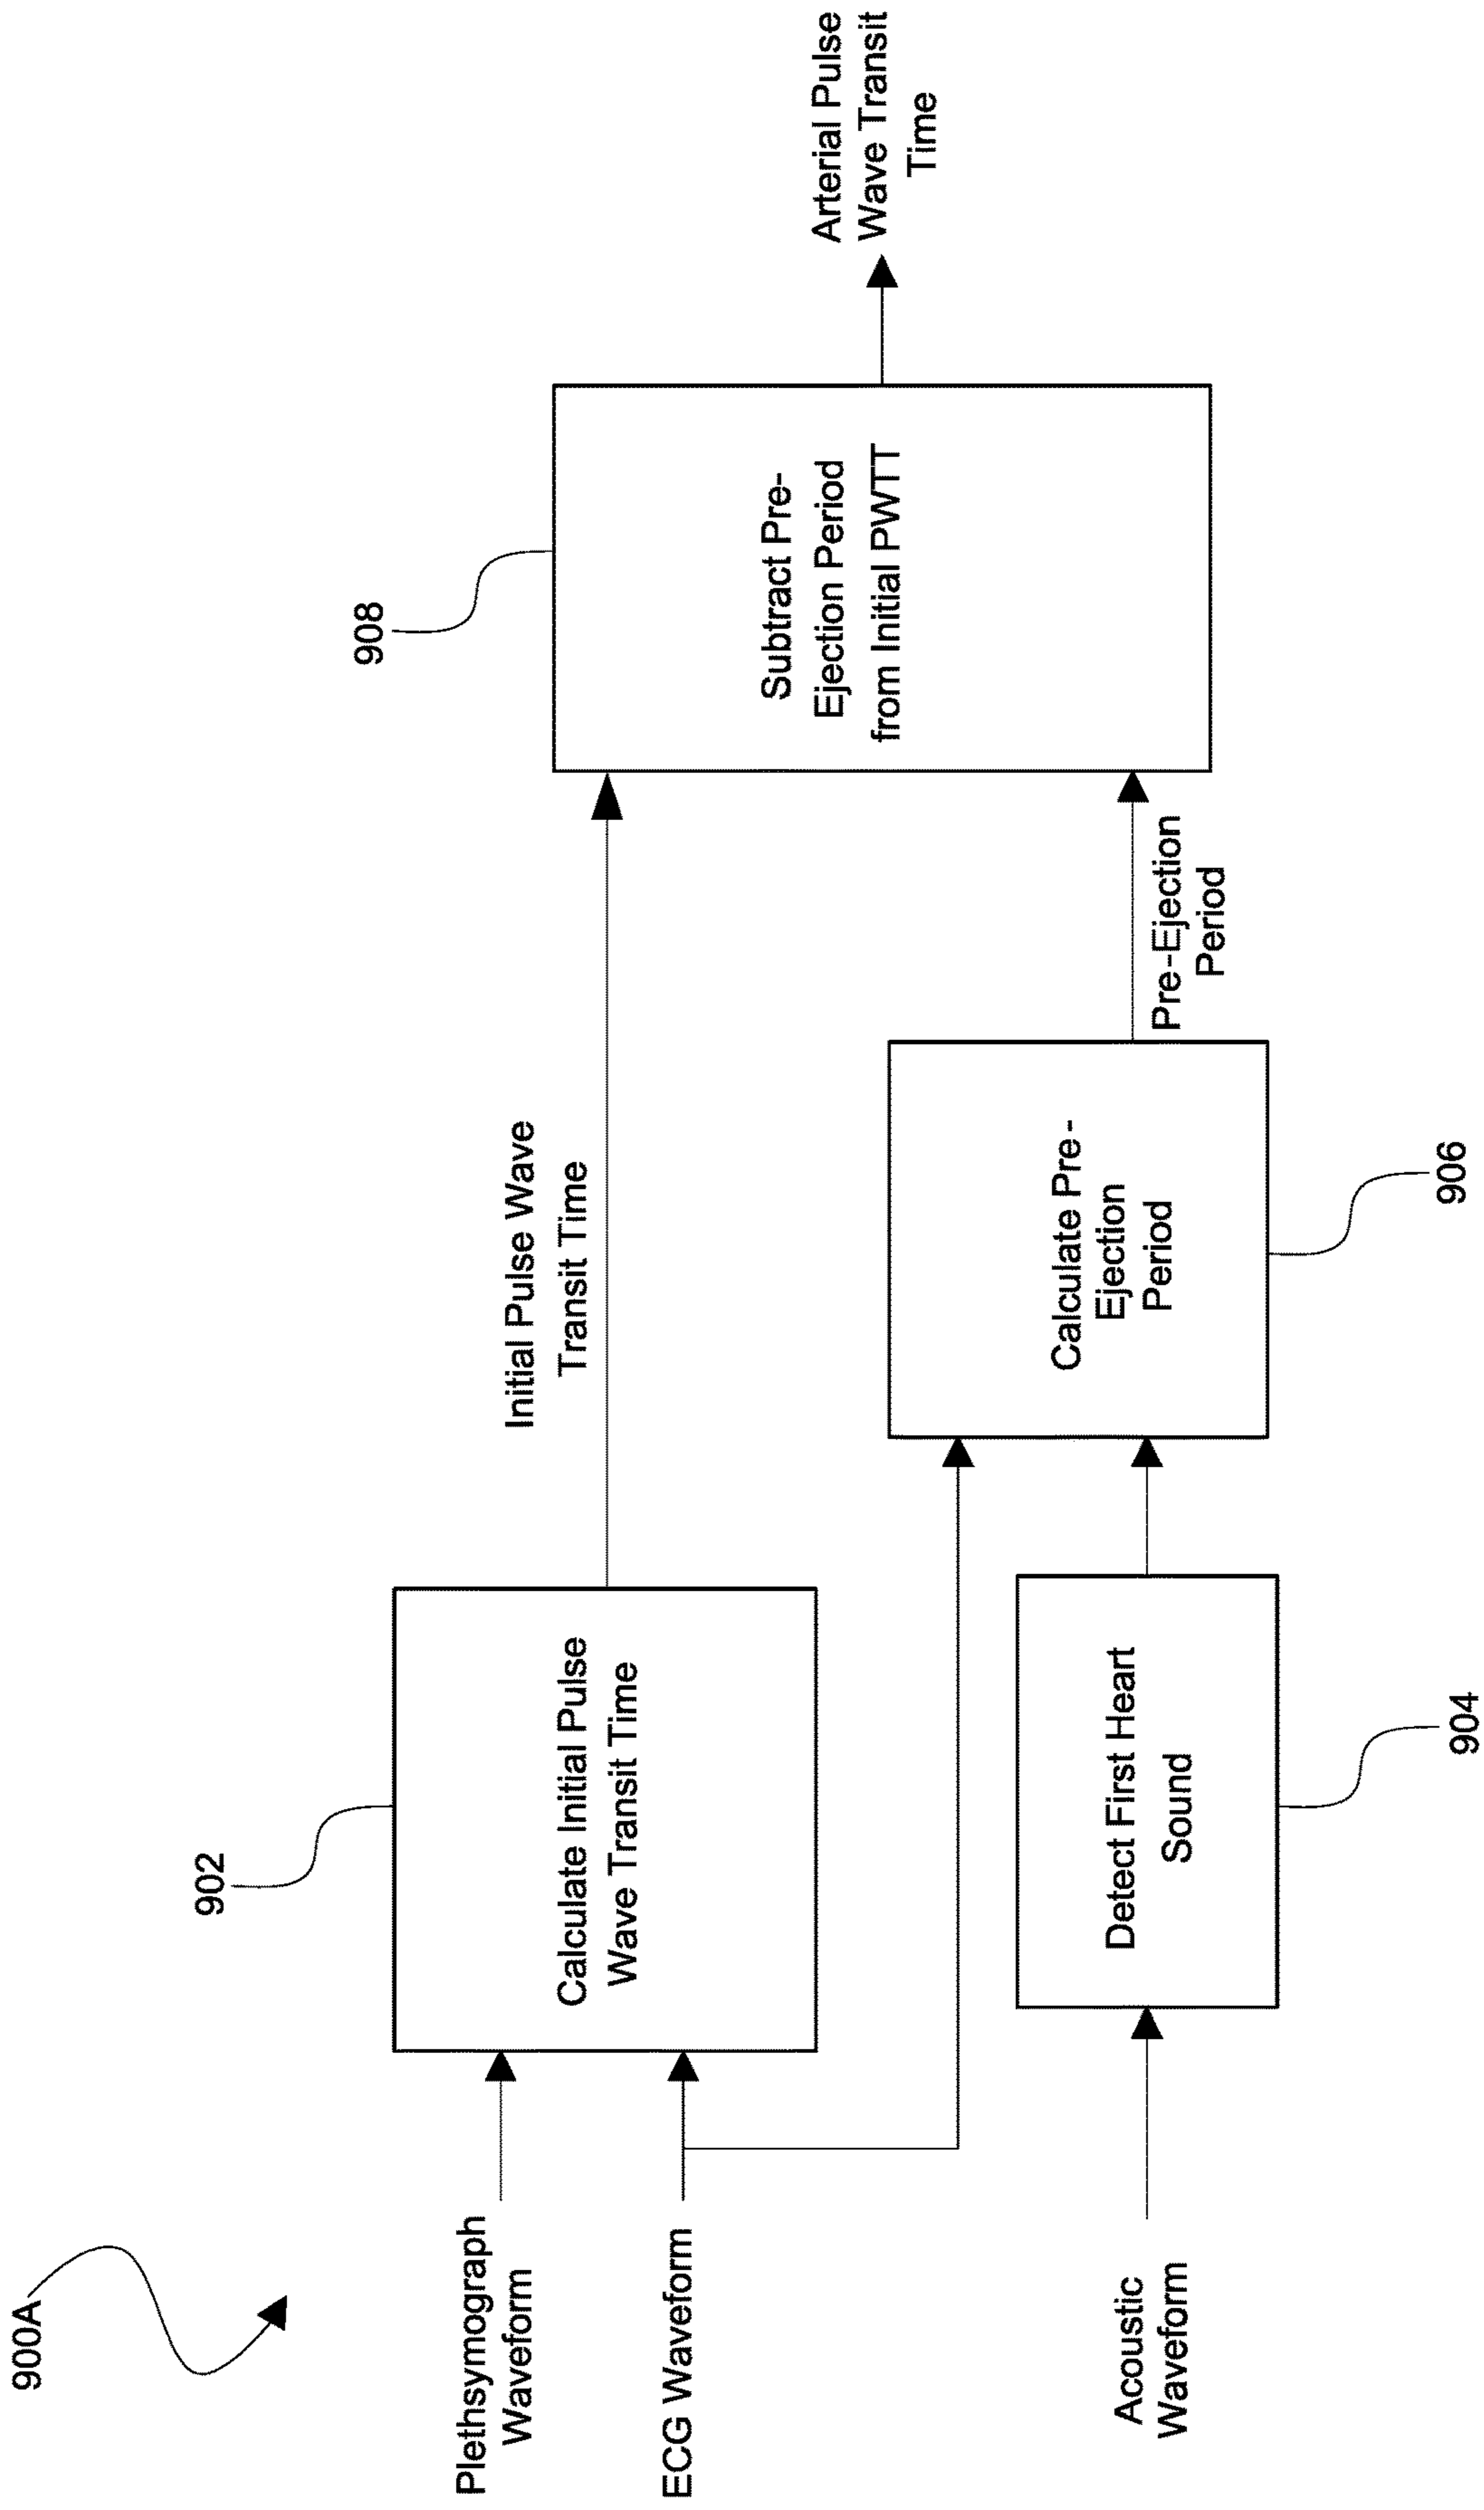 900A
Plethsymograph
Waveform
ECG Waveform
Acoustic
Waveform
902
Calculate Initial Pulse
Wave Transit Time
Detect First Heart
Sound
904
Initial Pulse Wave
Transit Time
Calculate Pre-
Ejection
Period
906
Pre-Ejection
Period
908
Subtract Pre-
Ejection Period
from Initial PWTT
Arterial Pulse
Wave Transit
Time